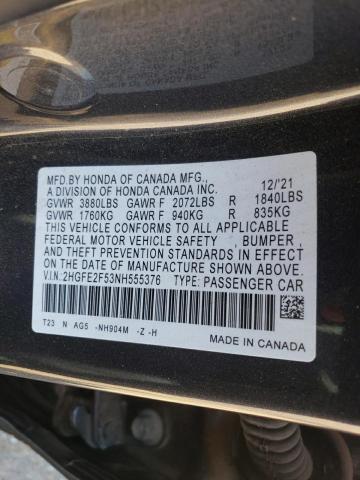 MFD.BY HONDA OF CANADA MFG.,
A DIVISION OF HONDA CANADA INC. 12/'21
GVWR 3880LBS GAWR F 2072LBS R 1840LBS
GVWR 1760KG GAWR F 940KG R 835KG
THIS VEHICLE CONFORMS TO ALL APPLICABLE
FEDERAL MOTOR VEHICLE SAFETY , BUMPER ,
AND THEFT PREVENTION STANDARDS IN
EFFECT ON THE DATE OF MANUFACTURE
SHOWN ABOVE.
V.I.N:2HGFE2F53NH555376 TYPE: PASSENGER CAR
T23 N AG5 -NH904M -Z -H
MADE IN CANADA